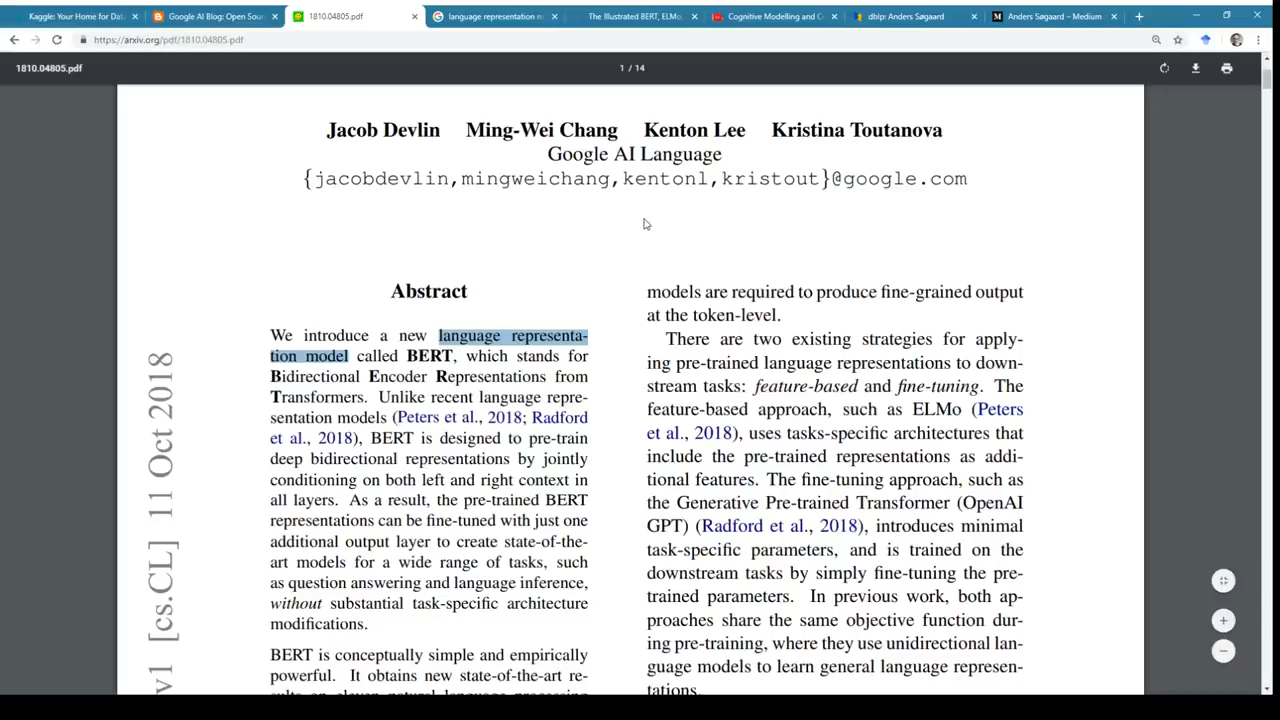 Kaggle: Your Home for Dat
Google AI Blog: Open Sour
1810.04805.pdf
language representation m
The Illustrated BERT, ELMo,
Cognitive Modelling and C
dblp: Anders Søgaard
Anders Søgaard – Medium
https://arxiv.org/pdf/1810.04805.pdf
1810.04805.pdf
1 / 14
Jacob Devlin Ming-Wei Chang Kenton Lee Kristina Toutanova
Google AI Language
{jacobdevlin,mingweichang,kentonl,kristout}@google.com
v1 [cs.CL] 11 Oct 2018
Abstract
We introduce a new language representa-
tion model called BERT, which stands for
Bidirectional Encoder Representations from
Transformers. Unlike recent language repre-
sentation models (Peters et al., 2018; Radford
et al., 2018), BERT is designed to pre-train
deep bidirectional representations by jointly
conditioning on both left and right context in
all layers. As a result, the pre-trained BERT
representations can be fine-tuned with just one
additional output layer to create state-of-the-
art models for a wide range of tasks, such
as question answering and language inference,
without substantial task-specific architecture
modifications.
BERT is conceptually simple and empirically
powerful. It obtains new state-of-the-art re-
sults on eleven natural language processing
models are required to produce fine-grained output
at the token-level.
There are two existing strategies for apply-
ing pre-trained language representations to down-
stream tasks: feature-based and fine-tuning. The
feature-based approach, such as ELMo (Peters
et al., 2018), uses tasks-specific architectures that
include the pre-trained representations as addi-
tional features. The fine-tuning approach, such as
the Generative Pre-trained Transformer (OpenAI
GPT) (Radford et al., 2018), introduces minimal
task-specific parameters, and is trained on the
downstream tasks by simply fine-tuning the pre-
trained parameters. In previous work, both ap-
proaches share the same objective function dur-
ing pre-training, where they use unidirectional lan-
guage models to learn general language represen-
tations.